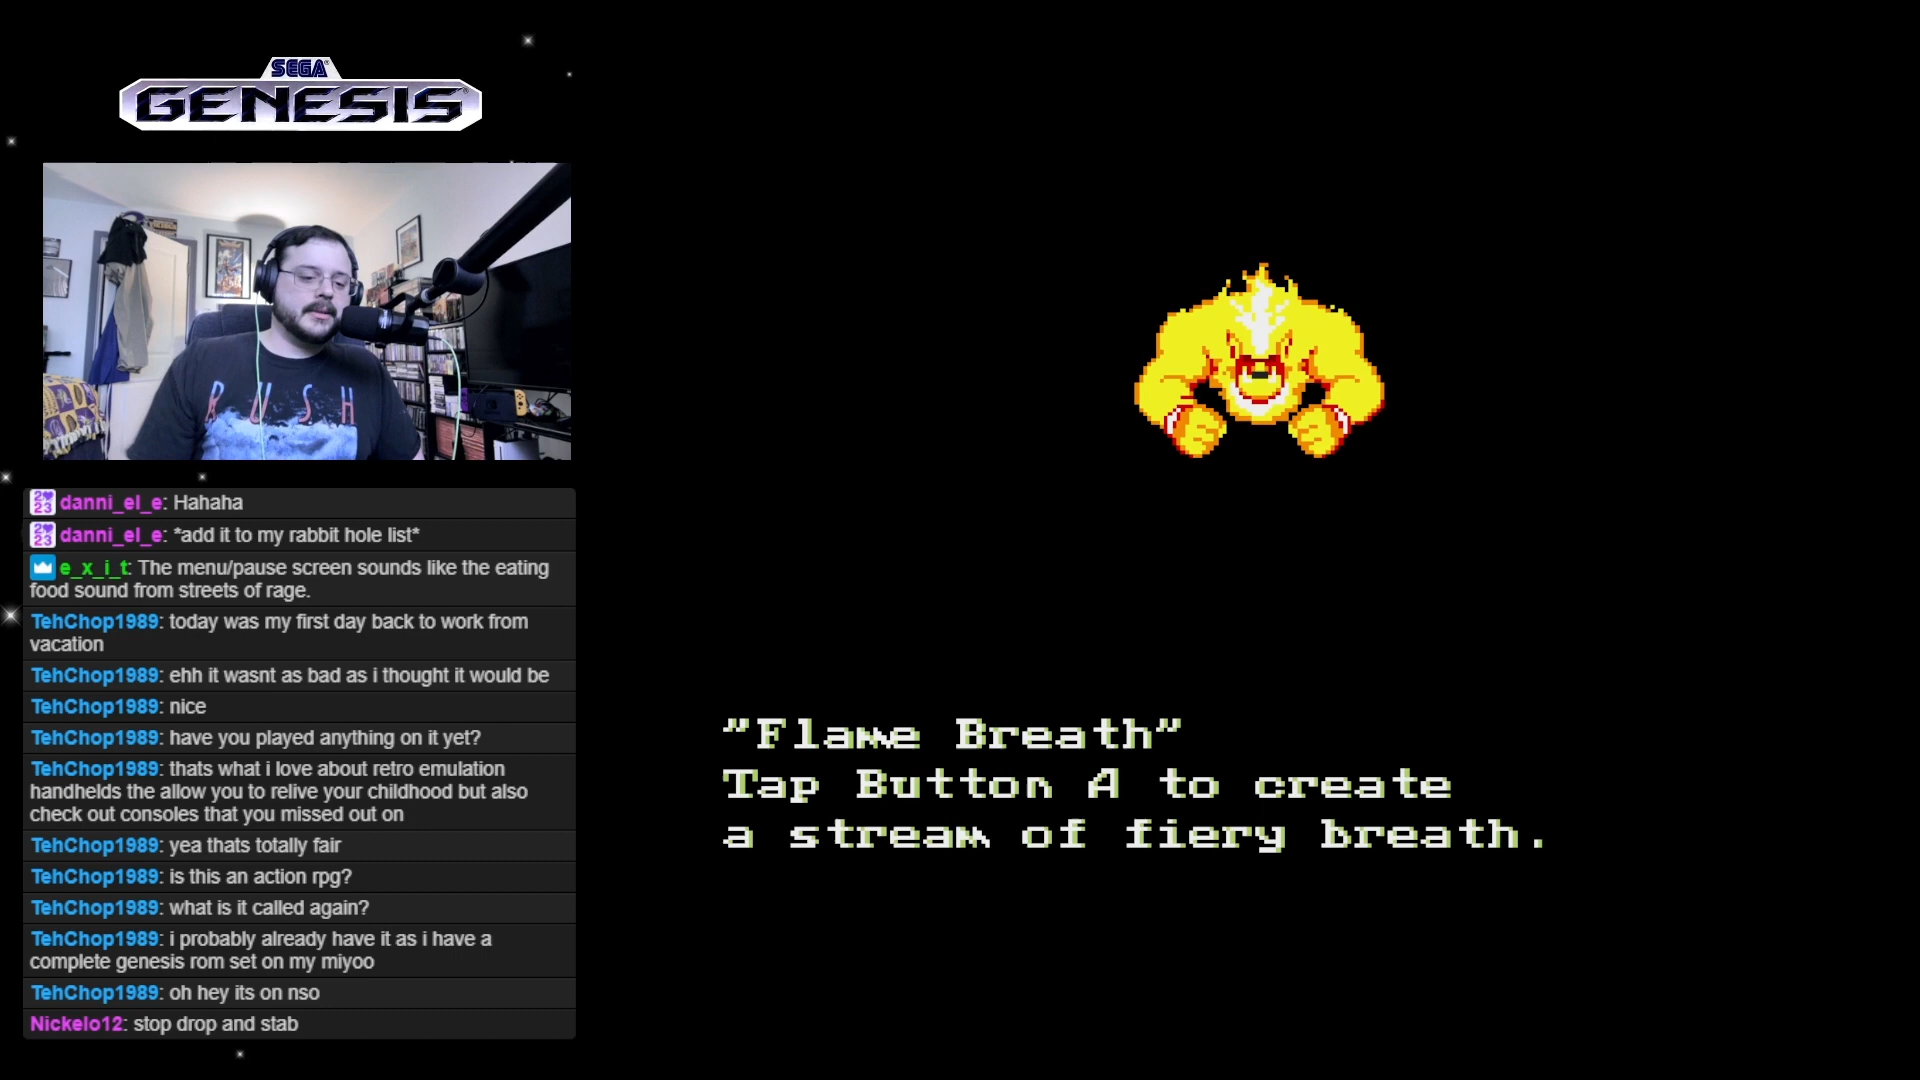 SEGA
GENESIS
RUSH
danni_el_e: Hahaha
danni_el_e: *add it to my rabbit hole list*
e_x_i_t: The menu/pause screen sounds like the eating
food sound from streets of rage.
TehChop1989: today was my first day back to work from
vacation
TehChop1989: ehh it wasnt as bad as i thought it would be
TehChop1989: nice
TehChop1989: have you played anything on it yet?
TehChop1989: thats what i love about retro emulation
handhelds the allow you to relive your childhood but also
check out consoles that you missed out on
TehChop1989: yea thats totally fair
TehChop1989: is this an action rpg?
TehChop1989: what is it called again?
TehChop1989: i probably already have it as i have a
complete genesis rom set on my miyoo
TehChop1989: oh hey its on nso
Nickelo12: stop drop and stab
"Flame Breath"
Tap Button A to create
a stream of fiery breath.